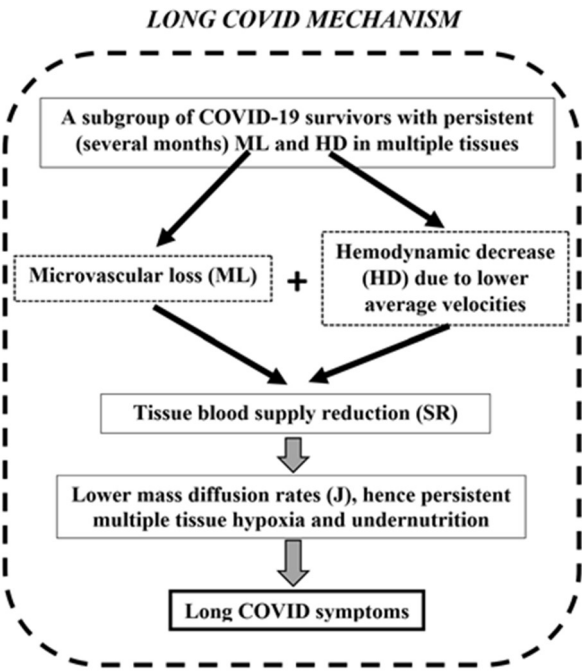 LONG COVID MECHANISM
A subgroup of COVID-19 survivors with persistent
(several months) ML and HD in multiple tissues
Microvascular loss (ML)
+
Hemodynamic decrease
(HD) due to lower
average velocities
Tissue blood supply reduction (SR)
Lower mass diffusion rates (J), hence persistent
multiple tissue hypoxia and undernutrition
Long COVID symptoms